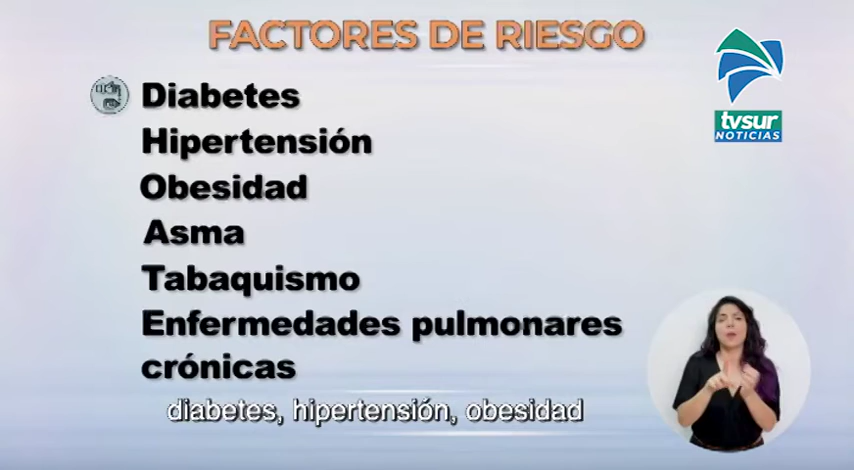 FACTORES DE RIESGO
tvsur
NOTICIAS
Diabetes
Hipertensión
Obesidad
Asma
Tabaquismo
Enfermedades pulmonares
crónicas
diabetes, hipertensión, obesidad